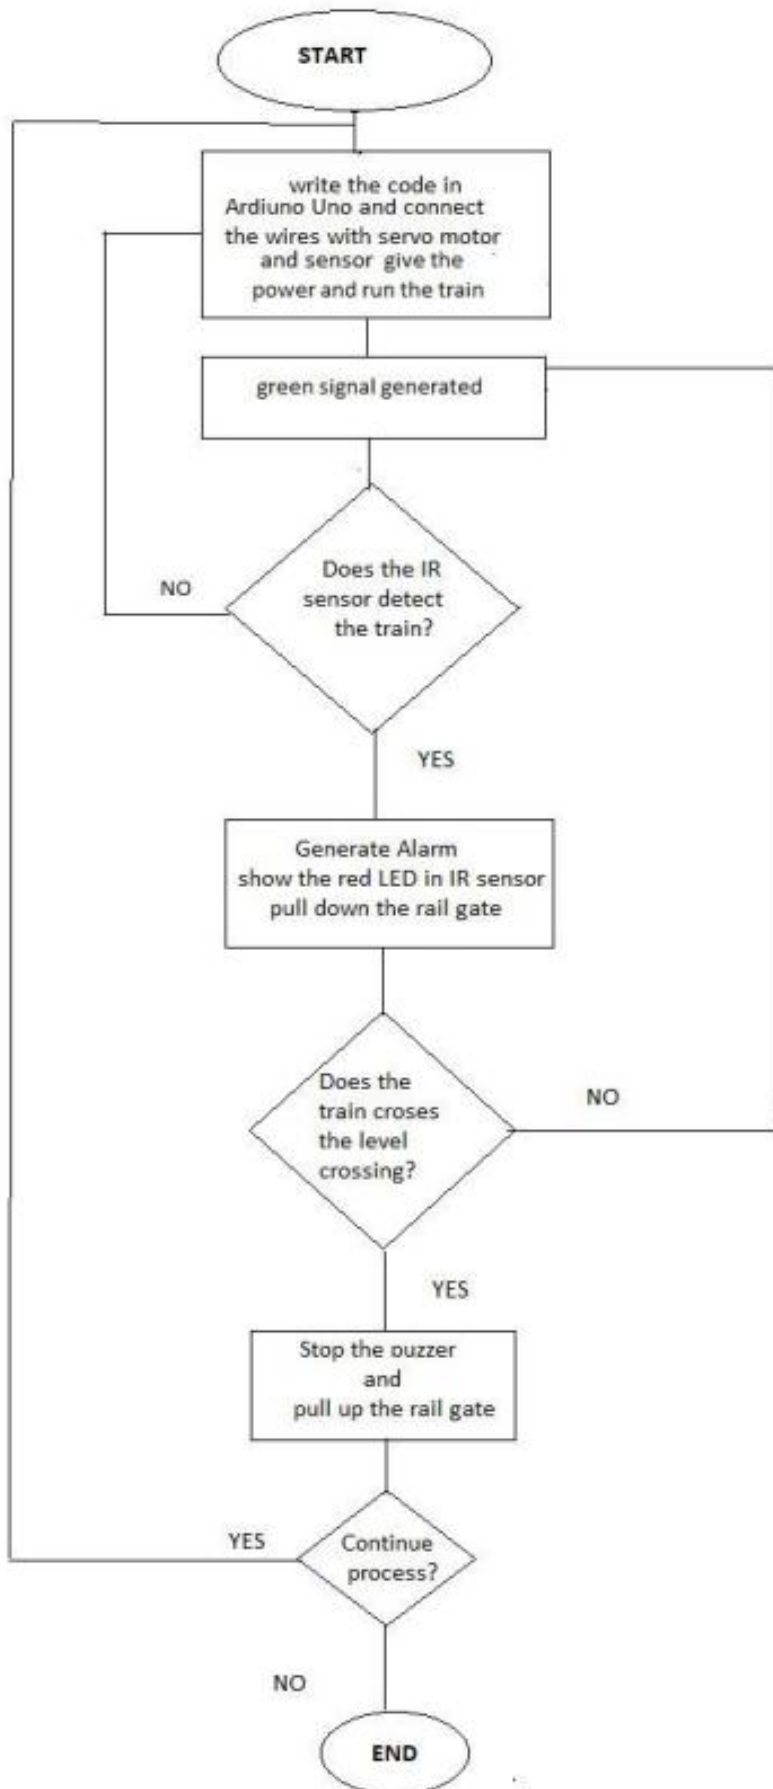 START
write the code in
Ardiuno Uno and connect
the wires with servo motor
and sensor give the
power and run the train
green signal generated
Does the IR
sensor detect
the train?
NO
YES
Generate Alarm
show the red LED in IR sensor
pull down the rail gate
Does the
train croses
the level
crossing?
NO
YES
Stop the puzzer
and
pull up the rail gate
Continue
process?
YES
NO
END